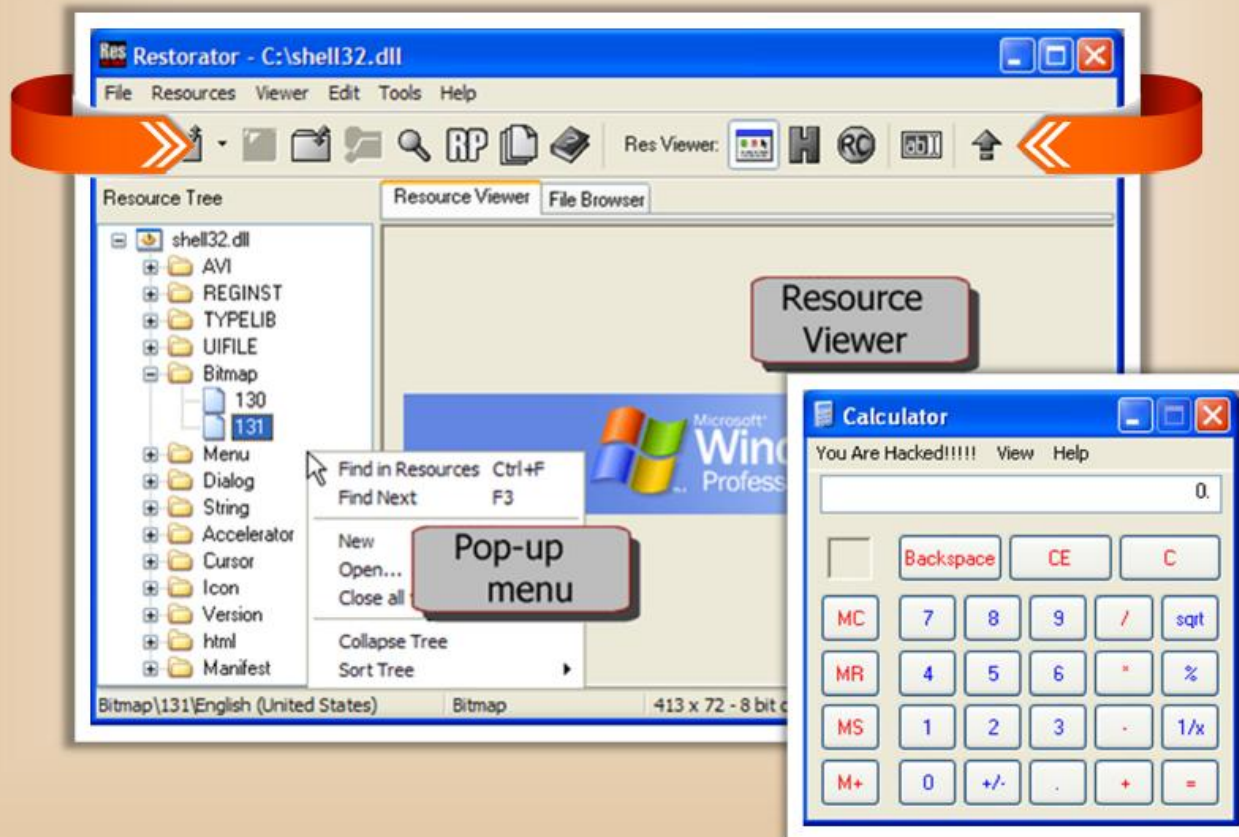 Res Restorator - C:\shell32.dll
File Resources Viewer Edit Tools Help
RP Res Viewer: H RC ab
Resource Tree
Resource Viewer File Browser
shell32.dll
AVI
REGINST
TYPELIB
UIFILE
Bitmap
130
131
Menu
Dialog
String
Accelerator
Cursor
Icon
Version
html
Manifest
Resource
Viewer
Microsoft
Find in Resources Ctrl+F
Find Next F3
New
Open...
Close all
Collapse Tree
Sort Tree
Pop-up
menu
Bitmap\131\English (United States) Bitmap 413 x 72 - 8 bit
Calculator
You Are Hacked!!!!! View Help
0.
Backspace CE C
MC 7 8 9 / sqrt
MR 4 5 6 * %
MS 1 2 3 - 1/x
M+ 0 +/- . + =